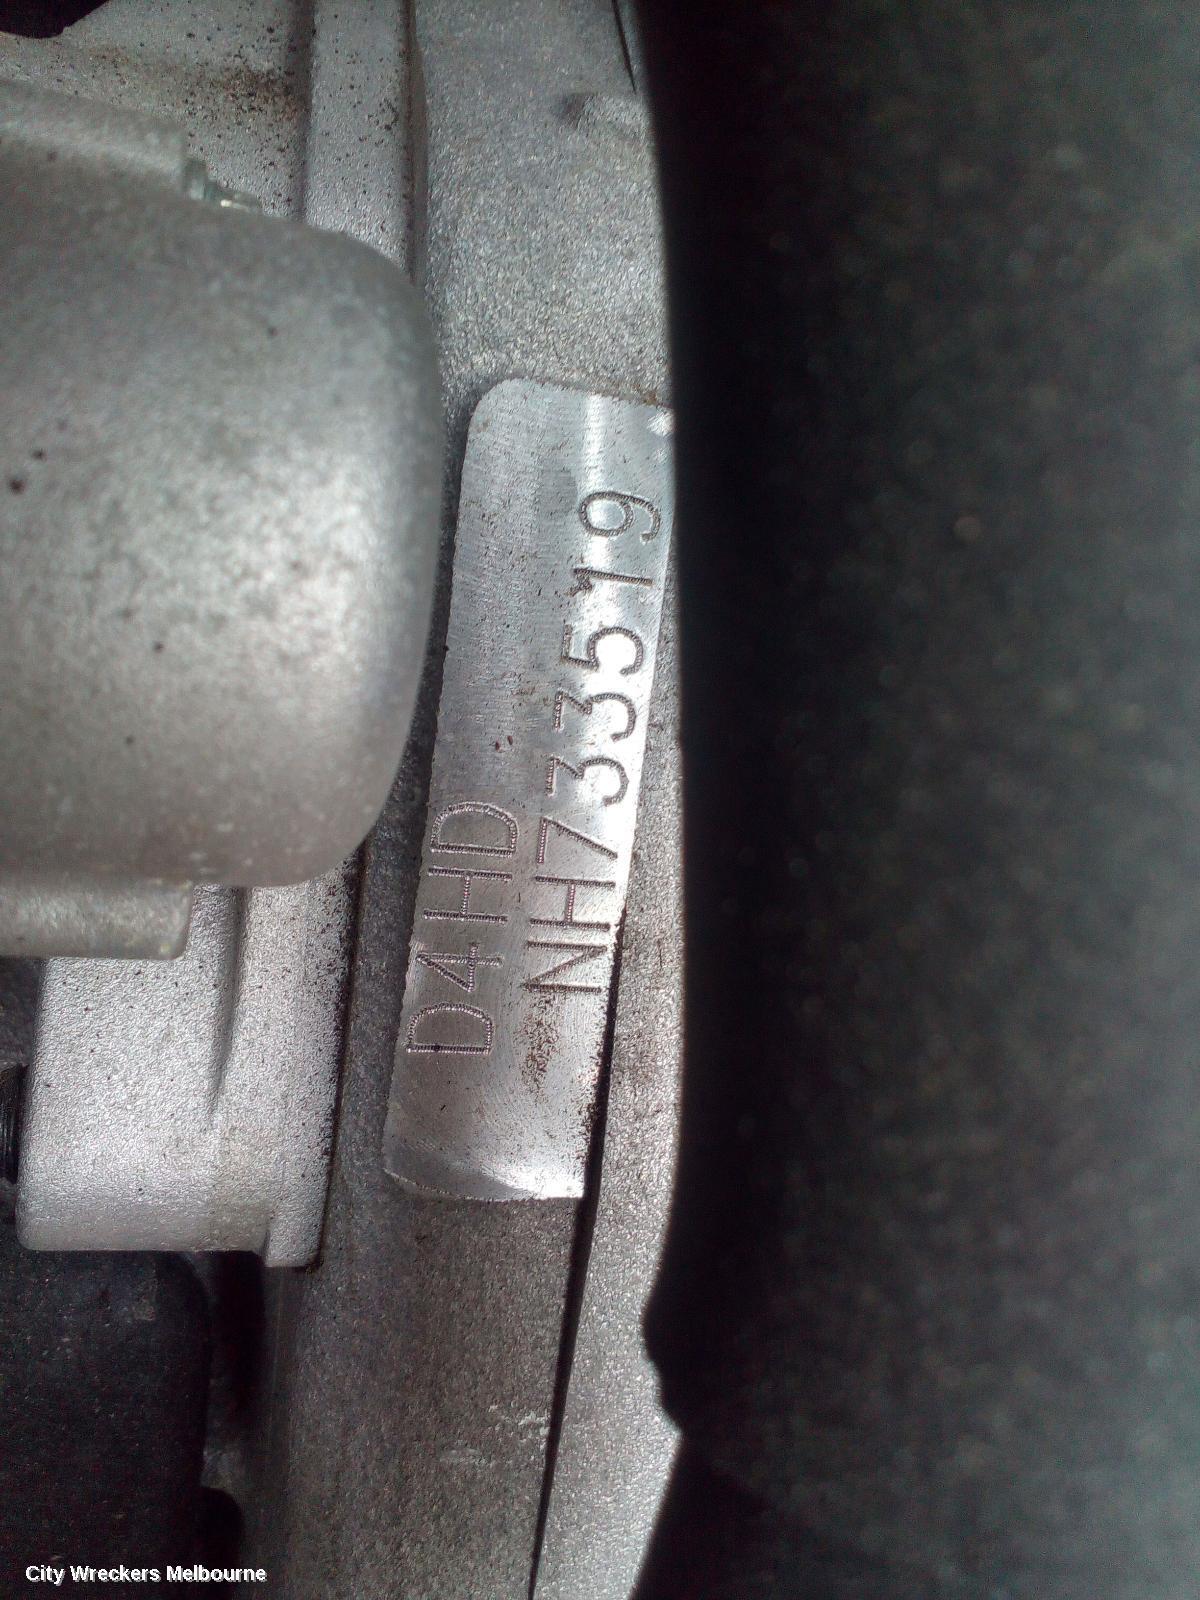 D4HD
NH733519
City Wreckers Melbourne